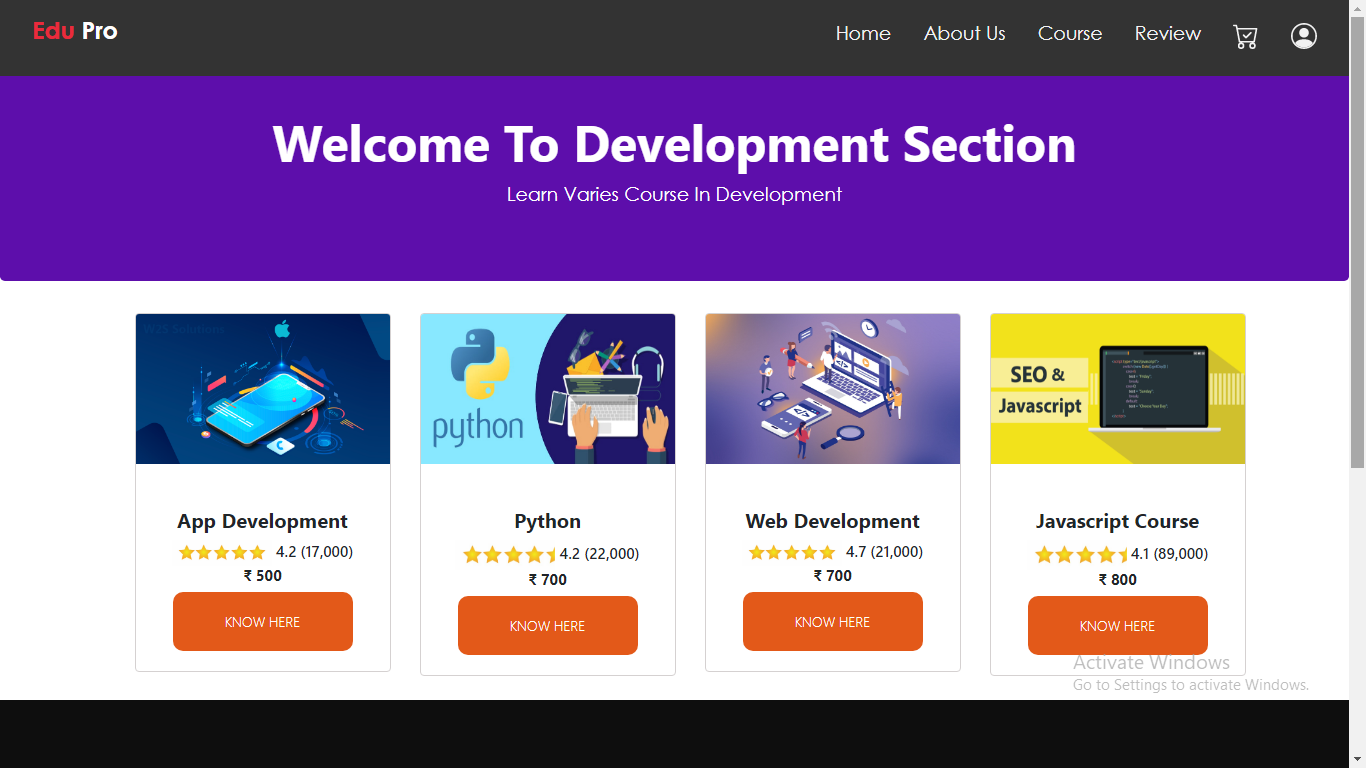 Edu Pro
Home About Us Course Review
Welcome To Development Section
Learn Varies Course In Development
W2S Solutions
python
SEO &
Javascript
App Development
4.2 (17,000)
₹ 500
KNOW HERE
Python
4.2 (22,000)
₹ 700
KNOW HERE
Web Development
4.7 (21,000)
₹ 700
KNOW HERE
Javascript Course
4.1 (89,000)
₹ 800
KNOW HERE
Activate Windows
Go to Settings to activate Windows.